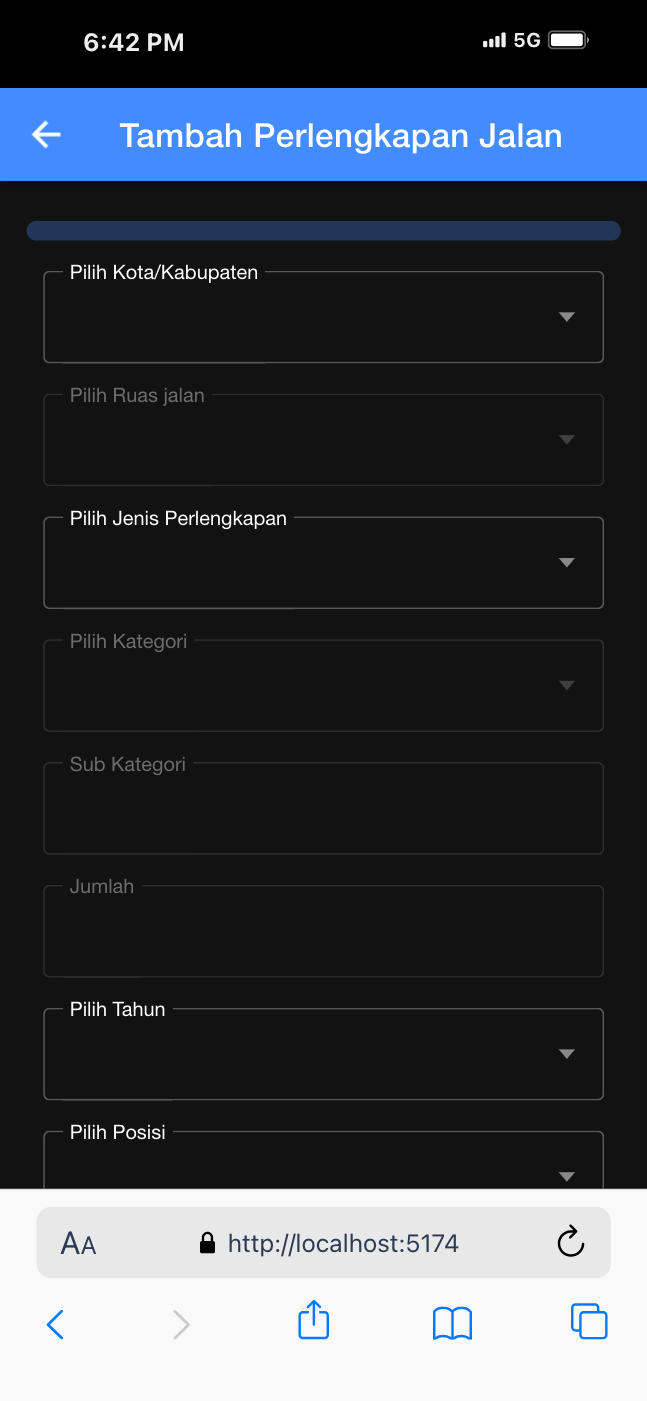 6:42 PM 5G
Tambah Perlengkapan Jalan
Pilih Kota/Kabupaten
Pilih Ruas jalan
Pilih Jenis Perlengkapan
Pilih Kategori
Sub Kategori
Jumlah
Pilih Tahun
Pilih Posisi
AA http://localhost:5174